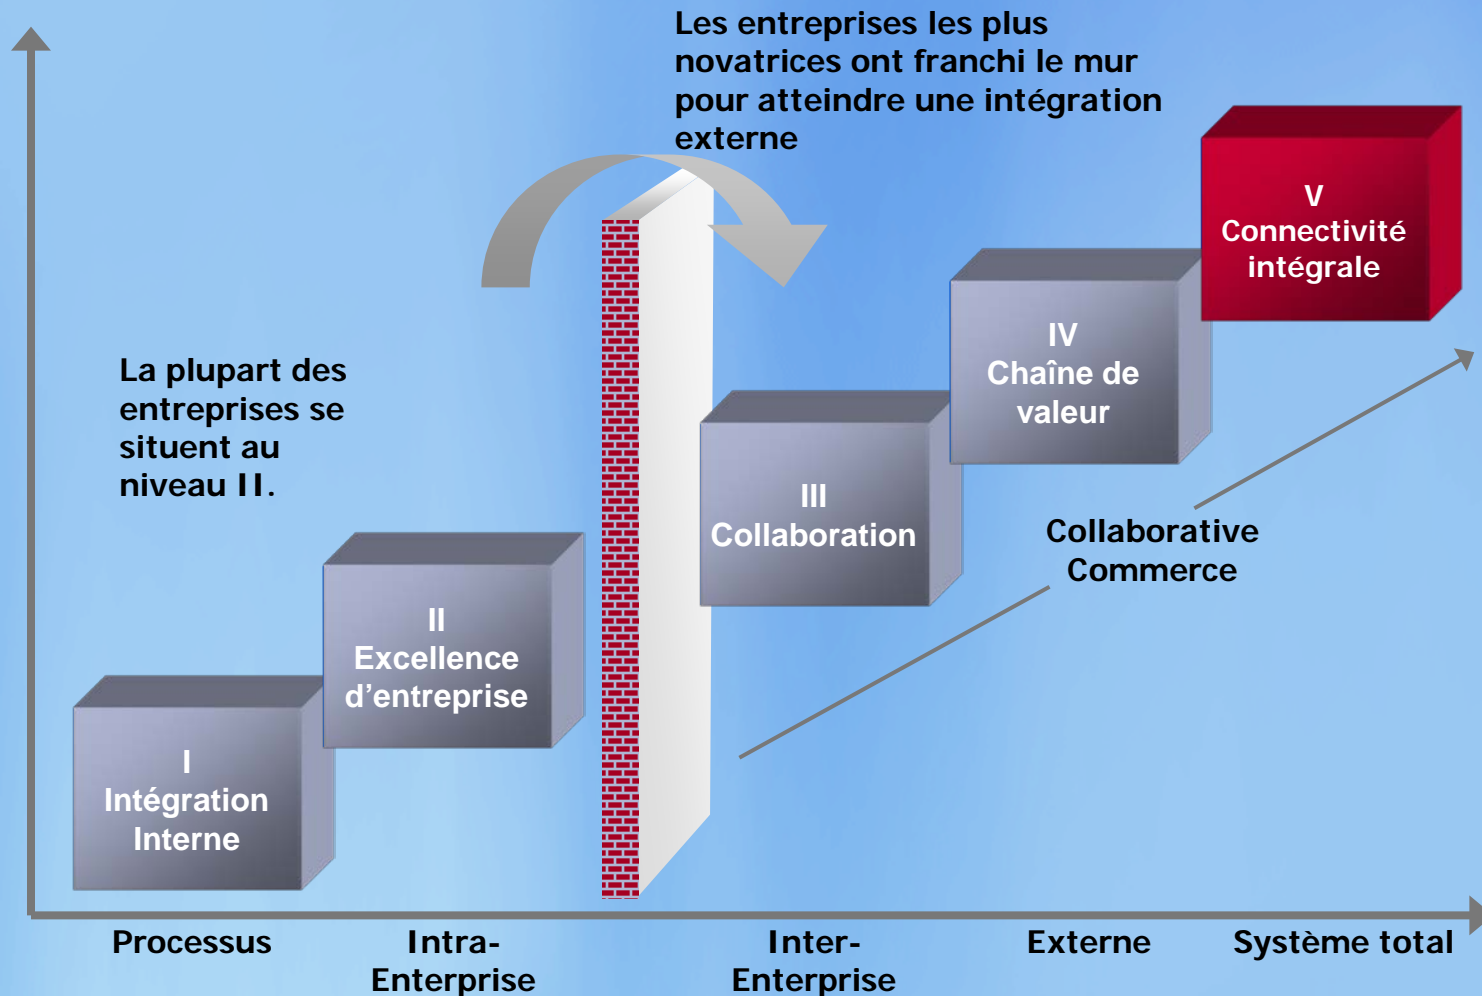 Les entreprises les plus
novatrices ont franchi le mur
pour atteindre une intégration
externe
V
Connectivité
intégrale
IV
Chaîne de
valeur
La plupart des
entreprises se
situent au
niveau II.
III
Collaboration
Collaborative
Commerce
II
Excellence
d’entreprise
I
Intégration
Interne
Processus
Intra-
Enterprise
Inter-
Enterprise
Externe
Système total